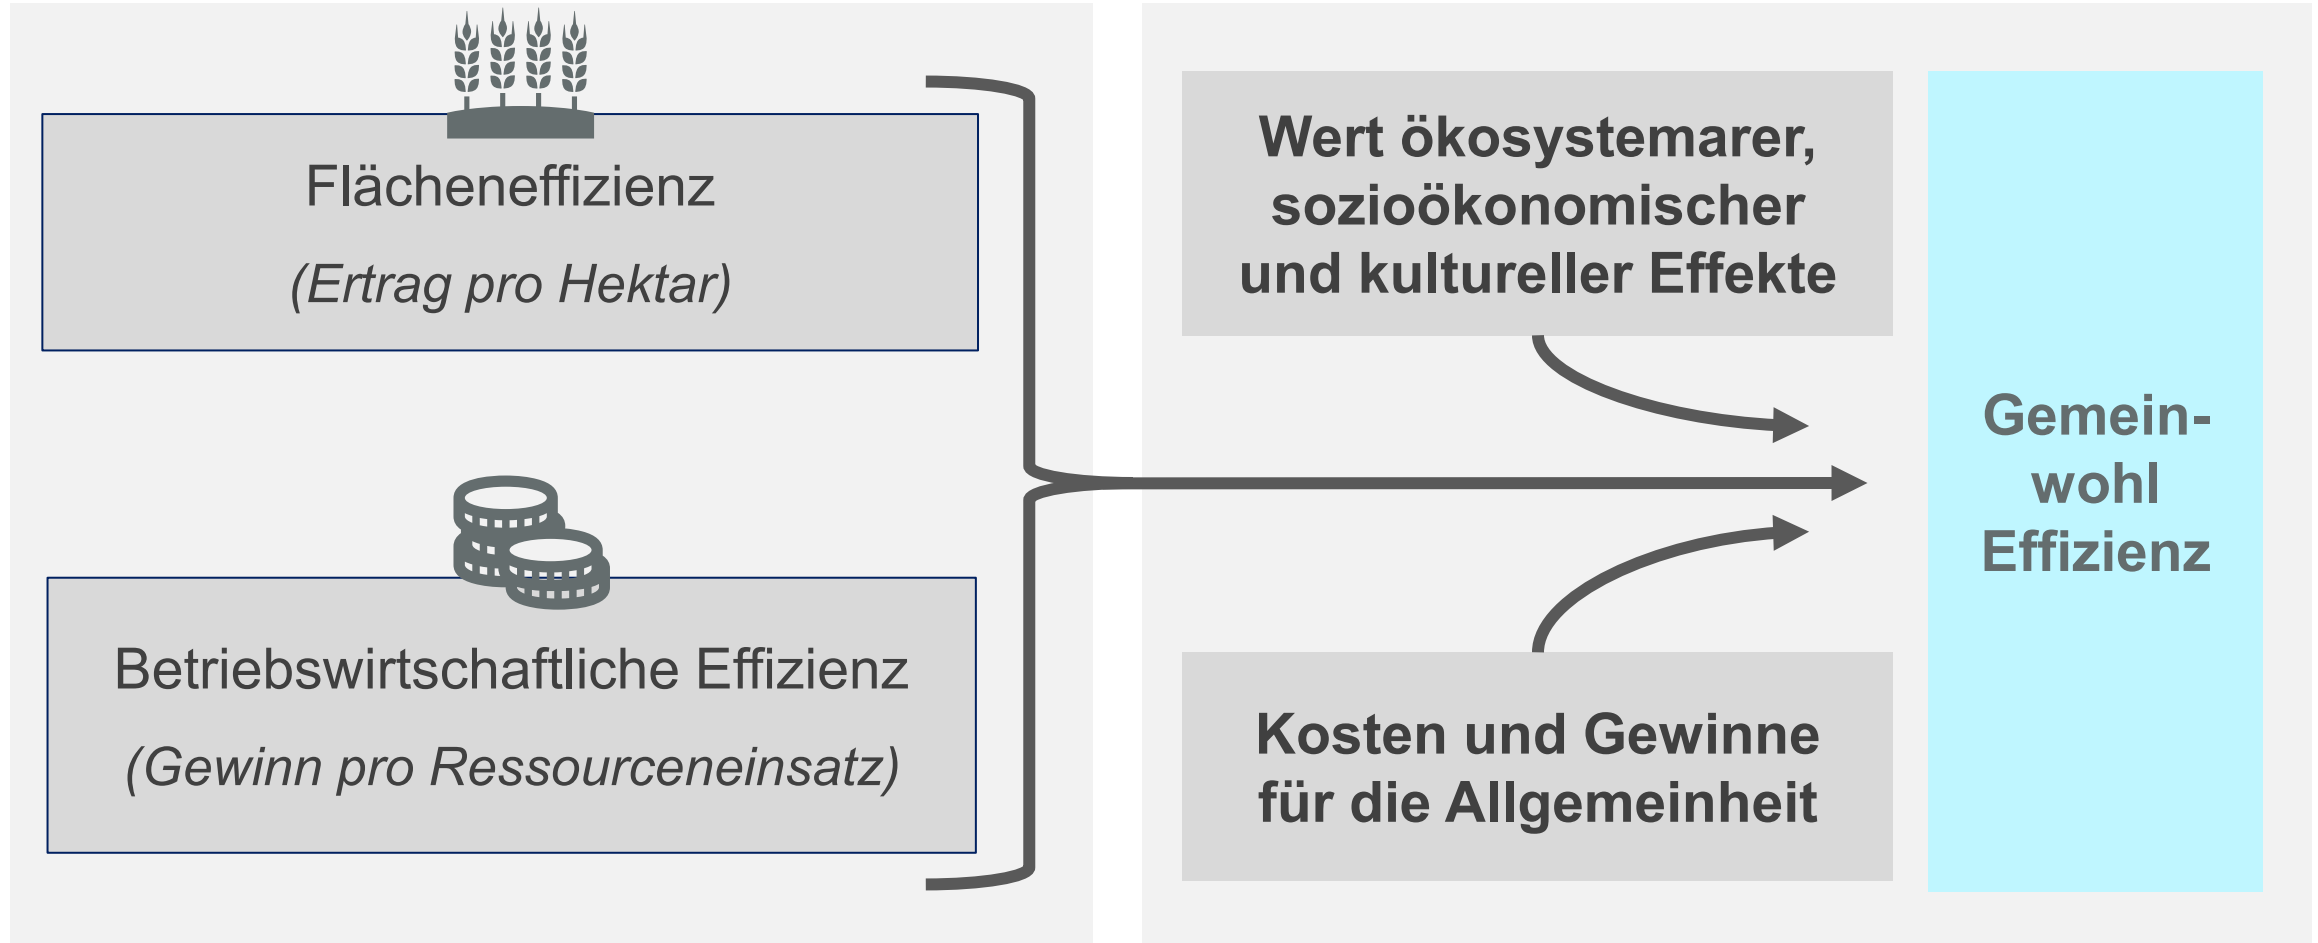 Flächeneffizienz
(Ertrag pro Hektar)
Betriebswirtschaftliche Effizienz
(Gewinn pro Ressourceneinsatz)
Wert ökosystemarer,
sozioökonomischer
und kultureller Effekte
Kosten und Gewinne
für die Allgemeinheit
Gemein-
wohl
Effizienz